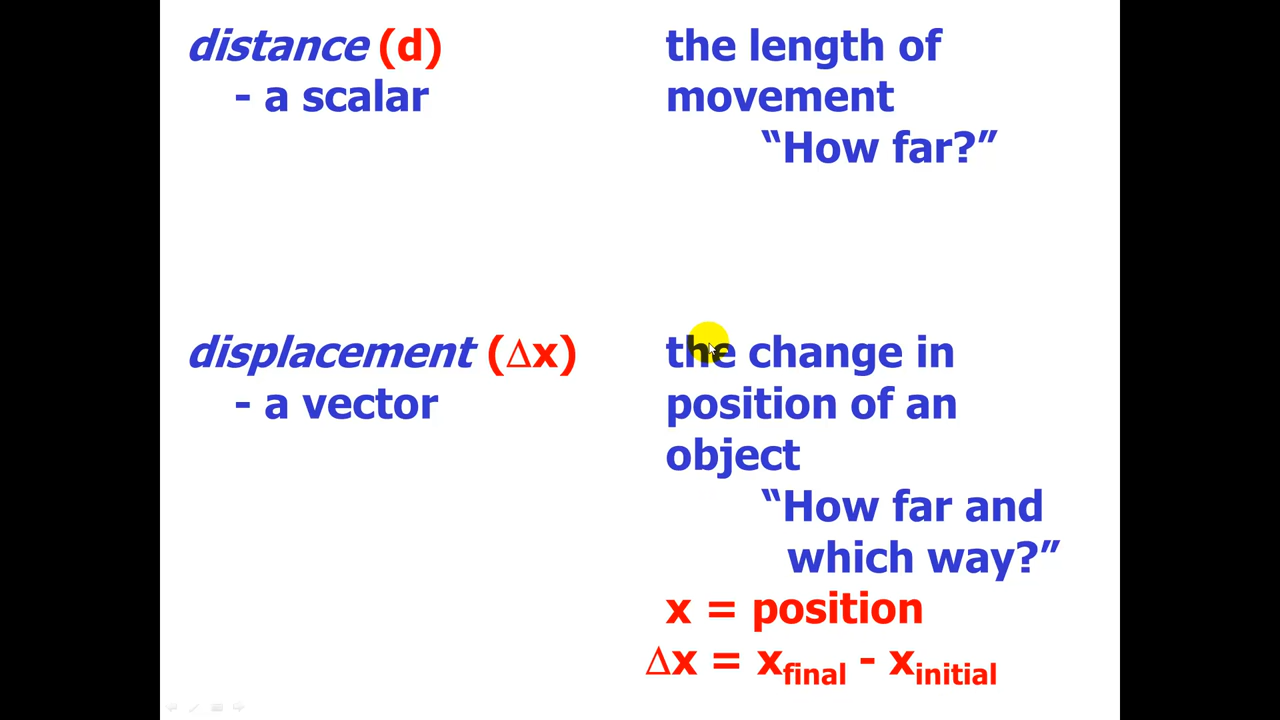 distance (d)
- a scalar
the length of
movement
“How far?”
displacement (Δx)
- a vector
the change in
position of an
object
“How far and
which way?”
x = position
Δx = xfinal - xinitial